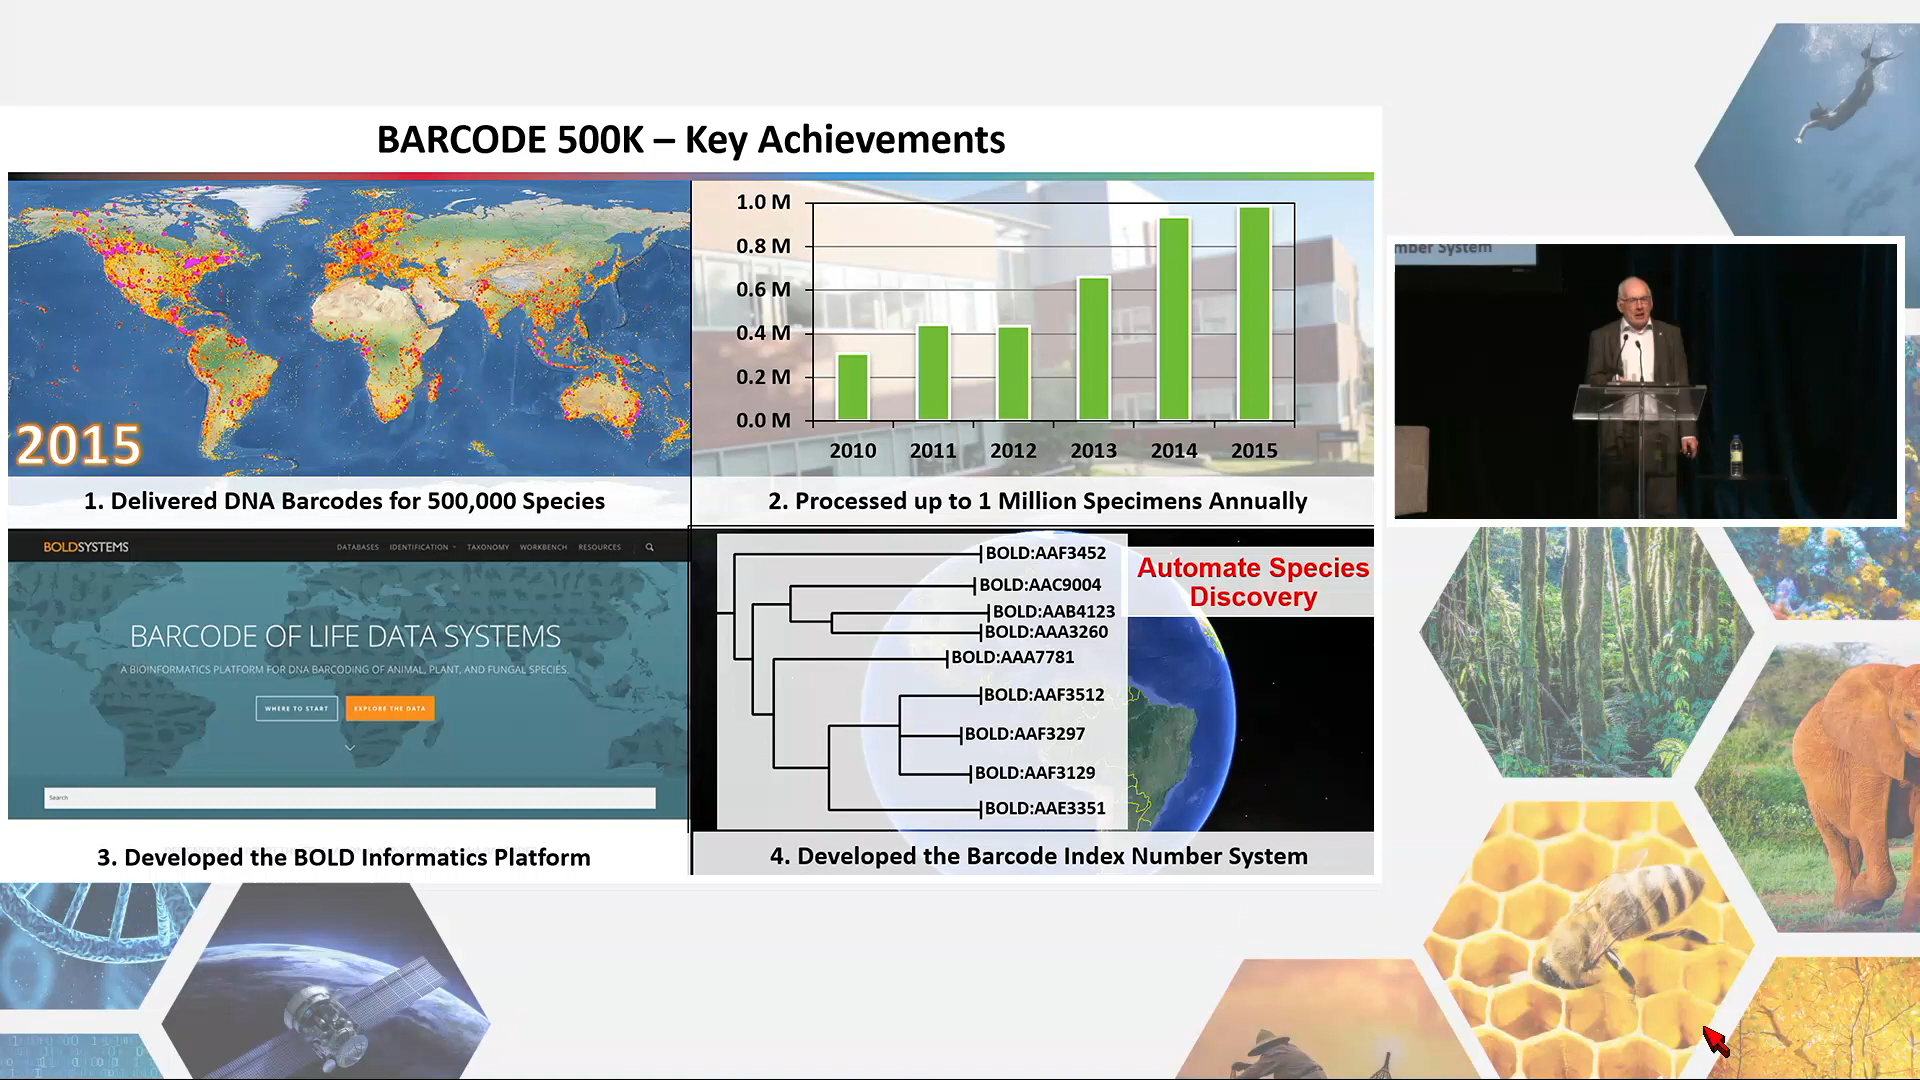 BARCODE 500K – Key Achievements
2015
1. Delivered DNA Barcodes for 500,000 Species
1.0 M
0.8 M
0.6 M
0.4 M
0.2 M
0.0 M
2010 2011 2012 2013 2014 2015
2. Processed up to 1 Million Specimens Annually
BOLDSYSTEMS
DATABASES IDENTIFICATION TAXONOMY WORKBENCH RESOURCES
BARCODE OF LIFE DATA SYSTEMS
A BIOINFORMATICS PLATFORM FOR DNA BARCODING OF ANIMAL, PLANT, AND FUNGAL SPECIES.
WHERE TO START
EXPLORE THE DATA
Search
3. Developed the BOLD Informatics Platform
BOLD:AAF3452
BOLD:AAC9004
BOLD:AAB4123
BOLD:AAA3260
BOLD:AAA7781
BOLD:AAF3512
BOLD:AAF3297
BOLD:AAF3129
BOLD:AAE3351
Automate Species
Discovery
4. Developed the Barcode Index Number System
mber System